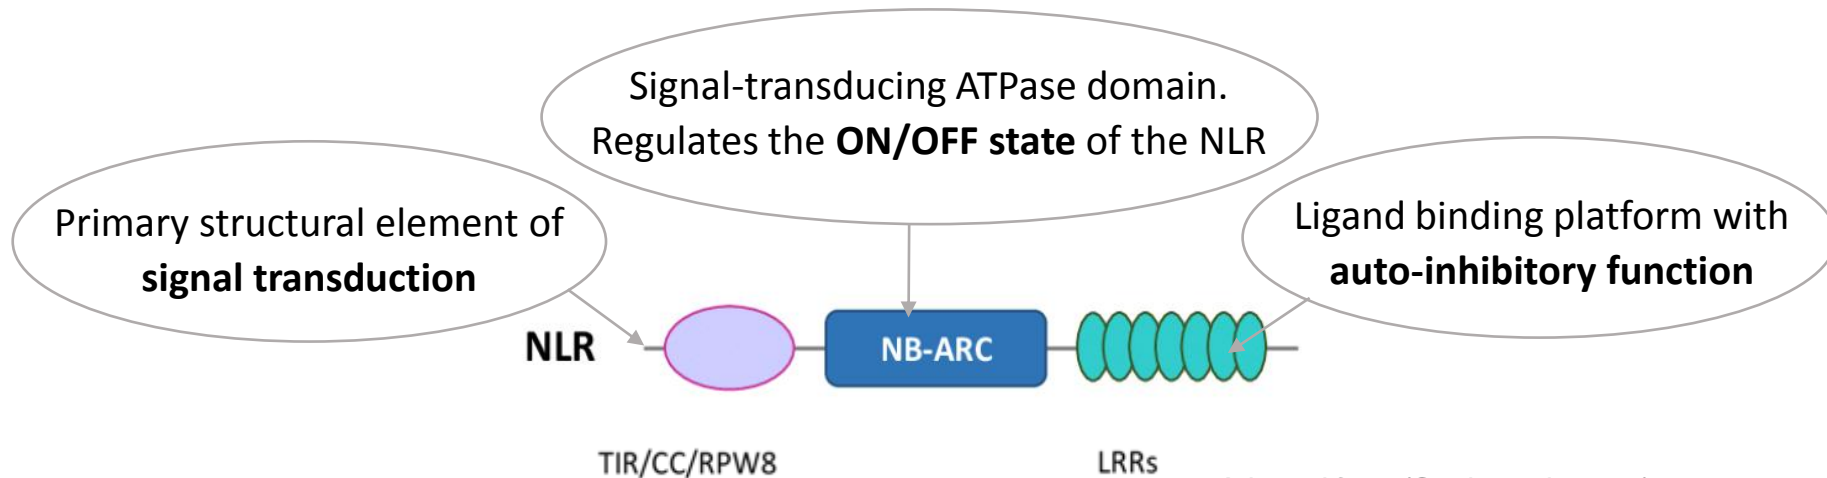 Signal-transducing ATPase domain.
Regulates the ON/OFF state of the NLR
Primary structural element of
signal transduction
Ligand binding platform with
auto-inhibitory function
NLR
NB-ARC
TIR/CC/RPW8
LRRs